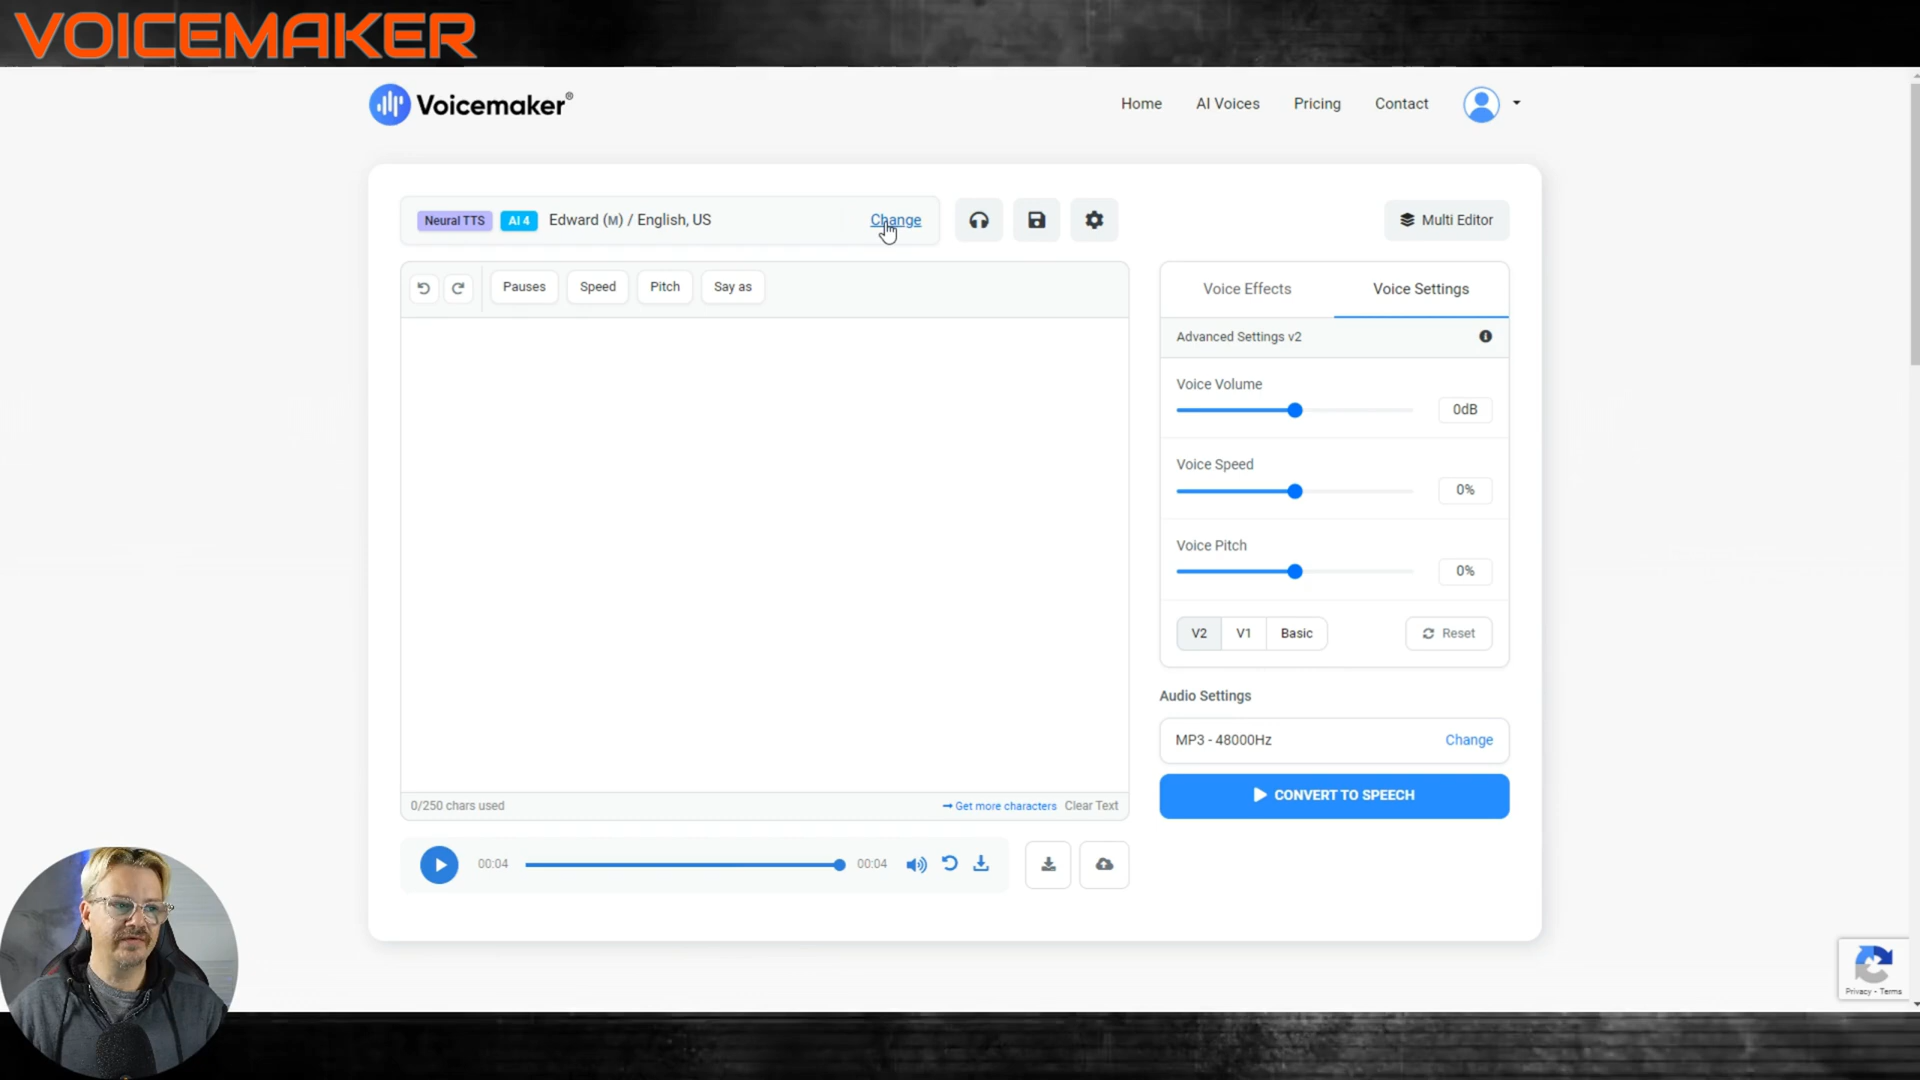 VOICEMAKER
Voicemaker®
Home AI Voices Pricing Contact
Neural TTS AI 4 Edward (M) / English, US Change
Multi Editor
Pauses Speed Pitch Say as
Voice Effects Voice Settings
Advanced Settings v2
Voice Volume
0dB
Voice Speed
0%
Voice Pitch
0%
V2 V1 Basic Reset
Audio Settings
MP3 - 48000Hz Change
CONVERT TO SPEECH
0/250 chars used Get more characters Clear Text
00:04 00:04
Privacy - Terms